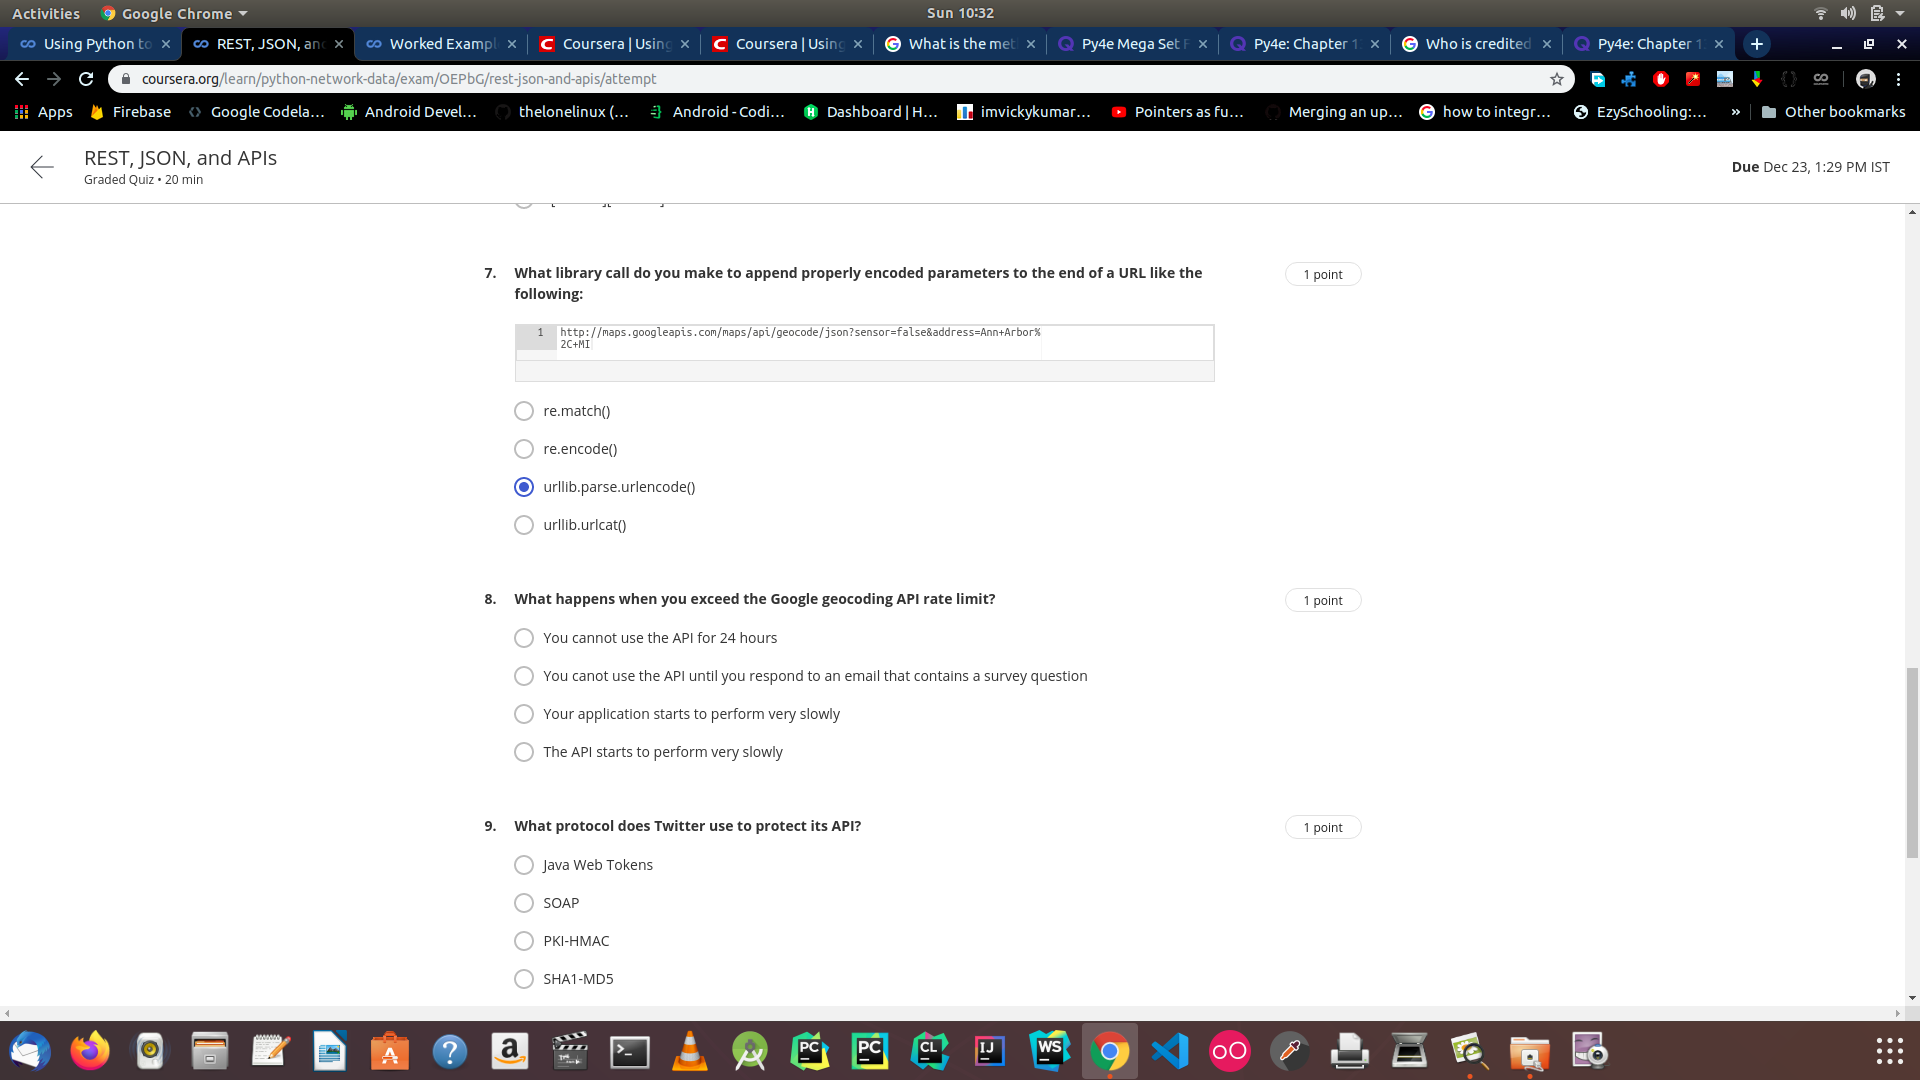 Activities
Google Chrome
Sun 10:32
Using Python to
REST, JSON, an
Worked Exampl
Coursera | Using
Coursera | Using
What is the met
Py4e Mega Set F
Py4e: Chapter 1
Who is credited
Py4e: Chapter 1
coursera.org/learn/python-network-data/exam/OEPbG/rest-json-and-apis/attempt
Apps
Firebase
Google Codela...
Android Devel...
thelonelinux (...
Android - Codi...
Dashboard | H...
imvickykumar...
Pointers as fu...
Merging an up...
how to integr...
EzySchooling:...
»
Other bookmarks
REST, JSON, and APIs
Graded Quiz • 20 min
Due Dec 23, 1:29 PM IST
7. What library call do you make to append properly encoded parameters to the end of a URL like the
following:
1 point
1 http://maps.googleapis.com/maps/api/geocode/json?sensor=false&address=Ann+Arbor%
2C+MI
re.match()
re.encode()
urllib.parse.urlencode()
urllib.urlcat()
8. What happens when you exceed the Google geocoding API rate limit?
1 point
You cannot use the API for 24 hours
You canot use the API until you respond to an email that contains a survey question
Your application starts to perform very slowly
The API starts to perform very slowly
9. What protocol does Twitter use to protect its API?
1 point
Java Web Tokens
SOAP
PKI-HMAC
SHA1-MD5